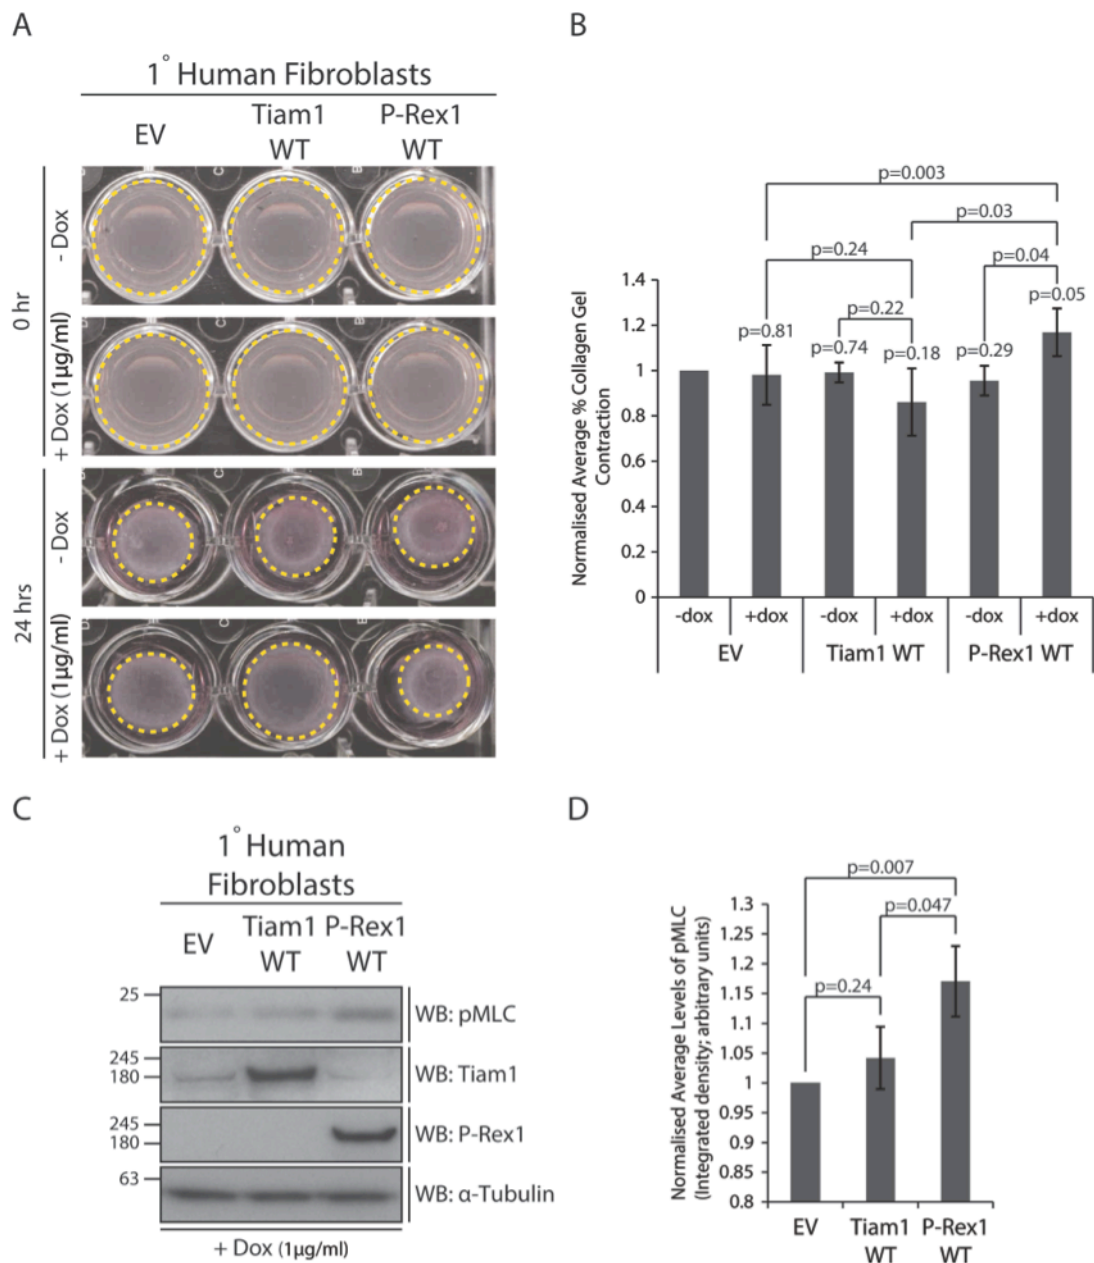 A
1° Human Fibroblasts
EV
Tiam1
WT
P-Rex1
WT
0 hr
- Dox
+ Dox (1µg/ml)
24 hrs
- Dox
+ Dox (1µg/ml)
B
Normalised Average % Collagen Gel
Contraction
p=0.003
p=0.03
p=0.24
p=0.04
p=0.22
p=0.05
p=0.81
p=0.74
p=0.18
p=0.29
1.4
1.2
1
0.8
0.6
0.4
0.2
0
-dox +dox -dox +dox -dox +dox
EV Tiam1 WT P-Rex1 WT
C
1° Human
Fibroblasts
EV
Tiam1
WT
P-Rex1
WT
25
WB: pMLC
245
180
WB: Tiam1
245
180
WB: P-Rex1
63
WB: α-Tubulin
+ Dox (1µg/ml)
D
Normalised Average Levels of pMLC
(Integrated density; arbitrary units)
p=0.007
p=0.047
p=0.24
1.3
1.25
1.2
1.15
1.1
1.05
1
0.95
0.9
0.85
0.8
EV
Tiam1
WT
P-Rex1
WT